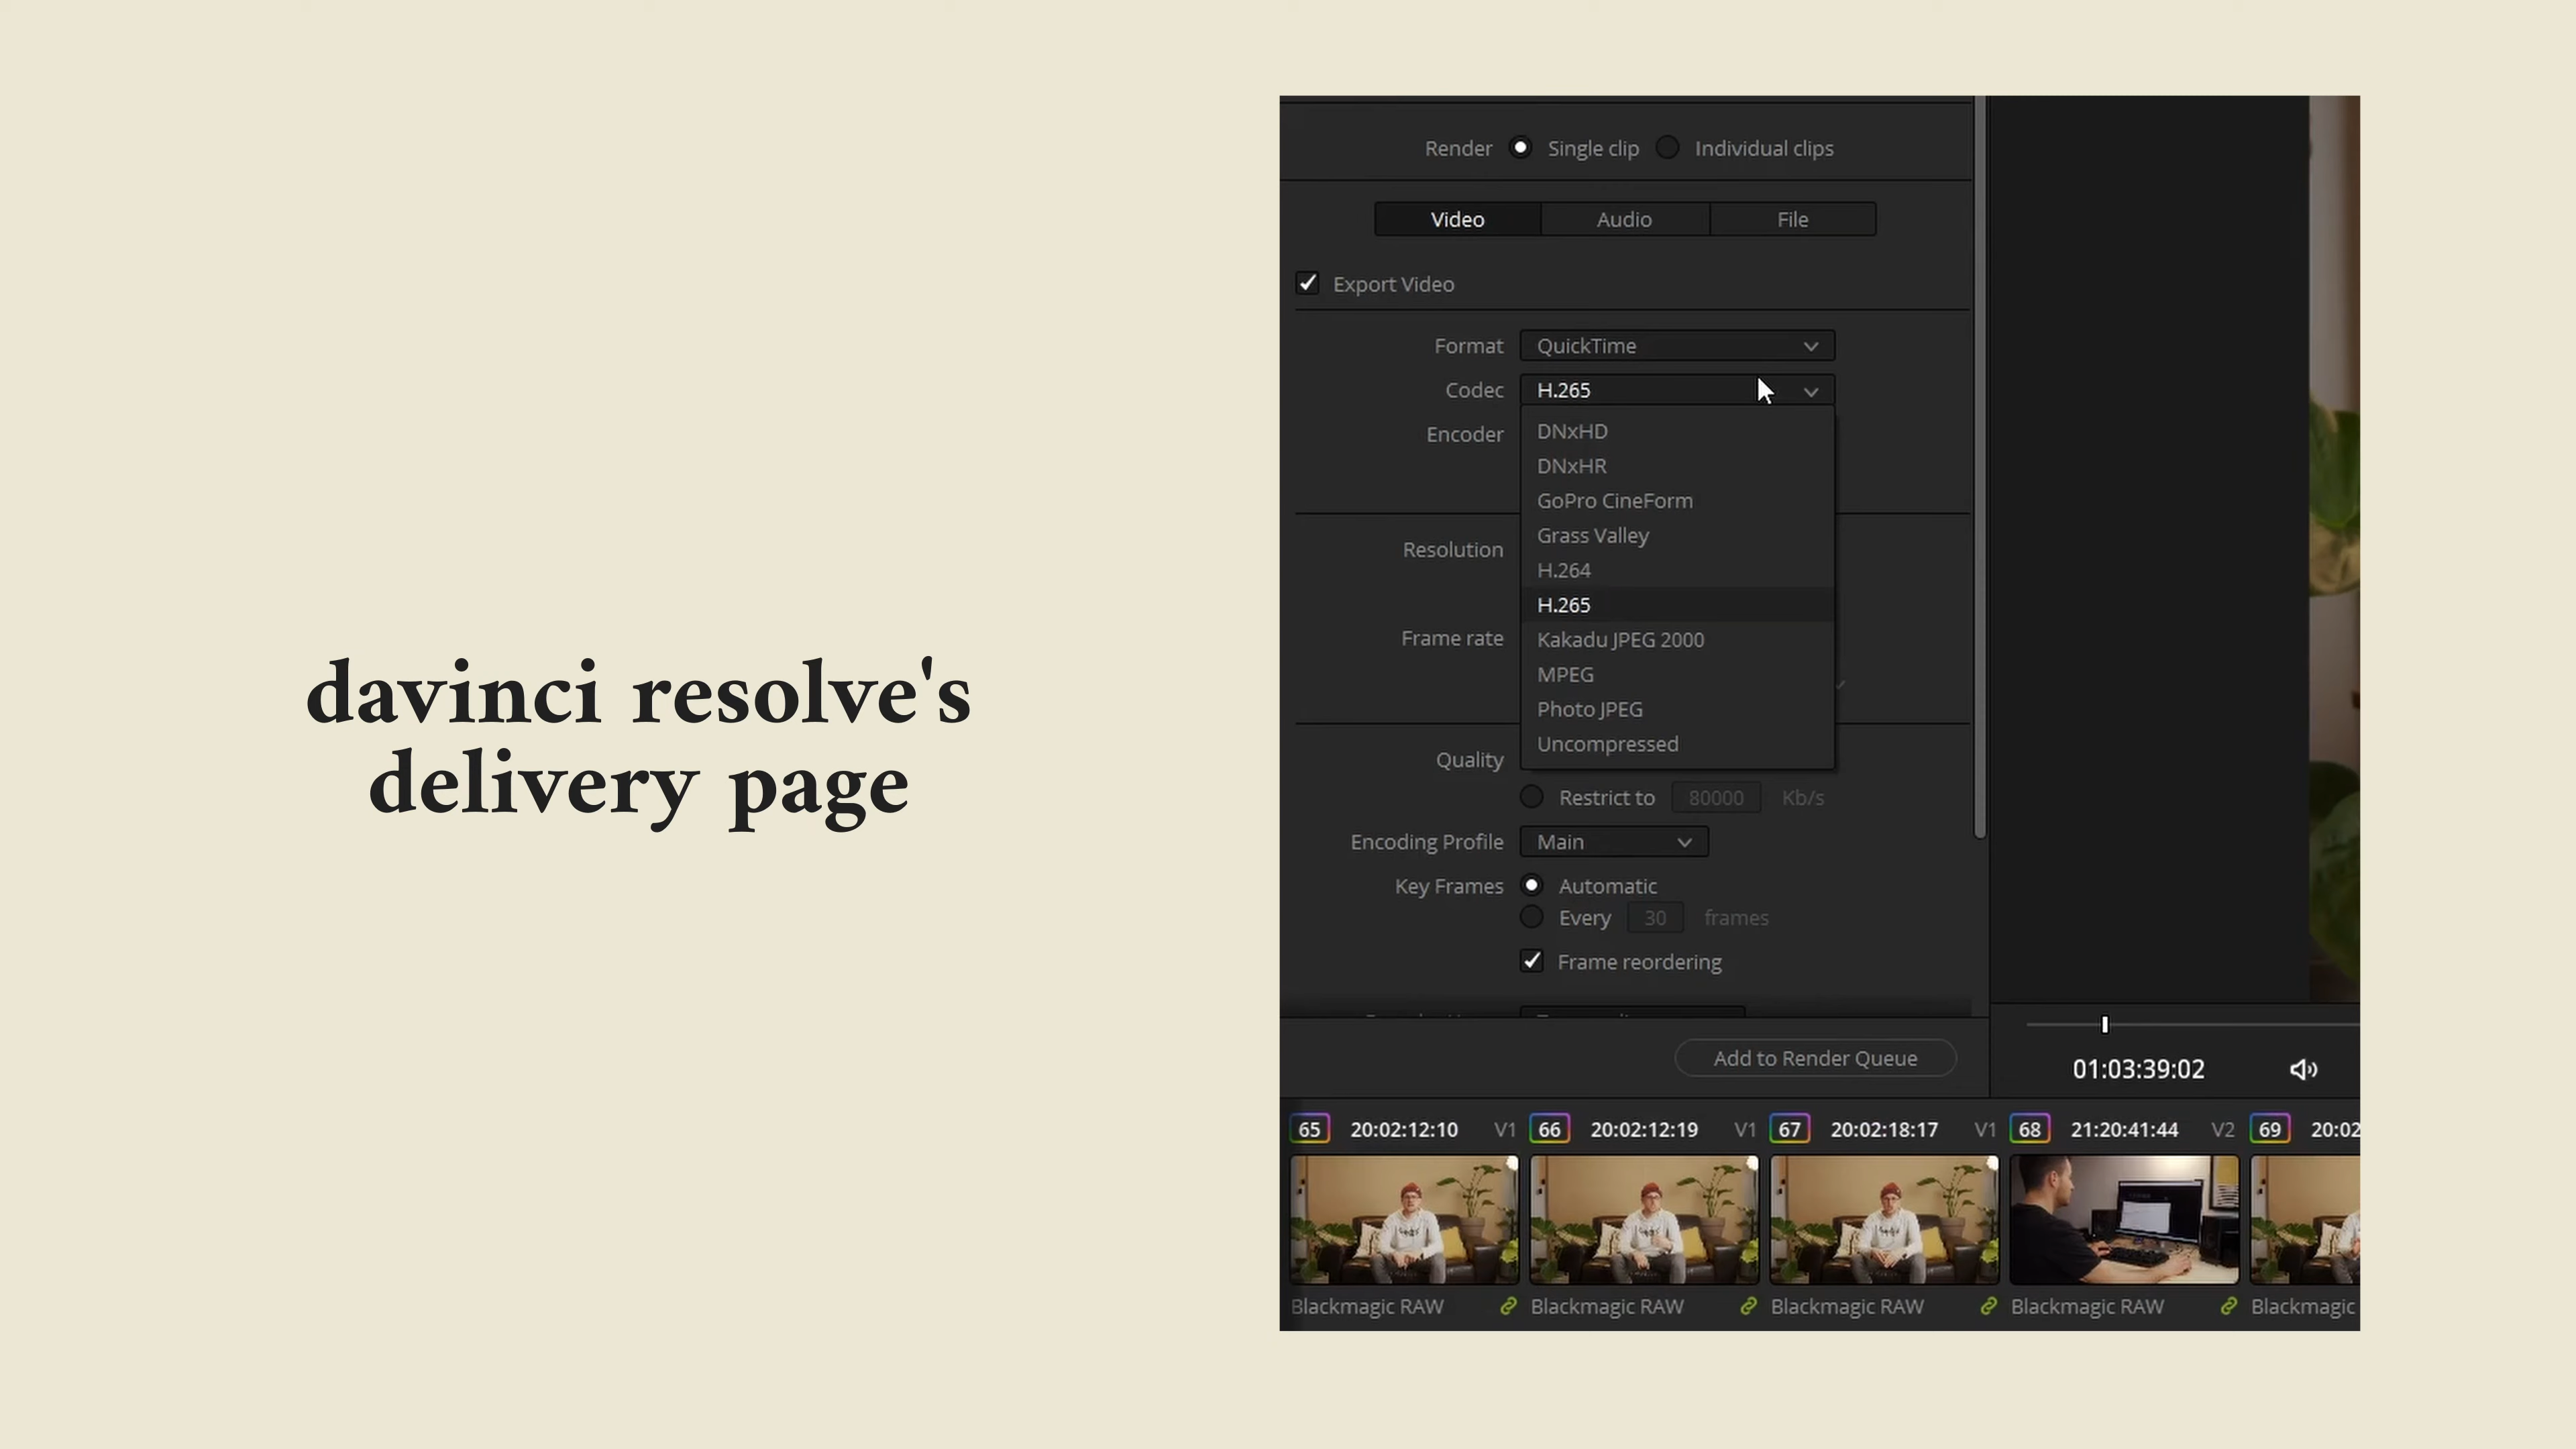 davinci resolve's
delivery page
Render Single clip Individual clips
Video Audio File
Export Video
Format QuickTime
Codec H.265
Encoder
DNxHD
DNxHR
GoPro CineForm
Grass Valley
Resolution
H.264
H.265
Frame rate
Kakadu JPEG 2000
MPEG
Photo JPEG
Uncompressed
Quality
Restrict to 80000 Kb/s
Encoding Profile Main
Key Frames Automatic
Every 30 frames
Frame reordering
Add to Render Queue
01:03:39:02
65 20:02:12:10 V1 66 20:02:12:19 V1 67 20:02:18:17 V1 68 21:20:41:44 V2 69 20:02
Blackmagic RAW Blackmagic RAW Blackmagic RAW Blackmagic RAW Blackmagic